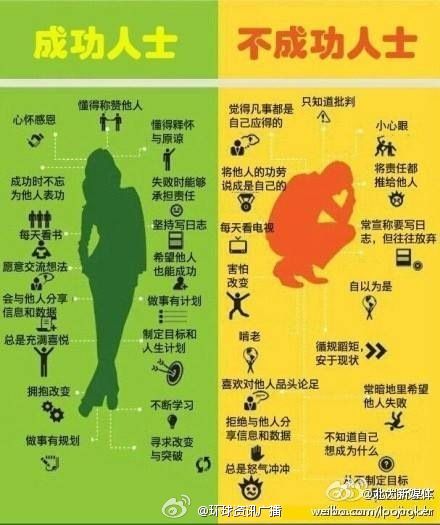 成功人士
不成功人士
心怀感恩
懂得称赞他人
懂得释怀
与原谅
成功时不忘
为他人表功
失败时能够
承担责任
每天看书
坚持写日志
愿意交流想法
希望他人
也能成功
会与他人分享
信息和数据
做事有计划
总是充满喜悦
制定目标和
人生计划
拥抱改变
不断学习
做事有规划
寻求改变
与突破
觉得凡事都是
自己应得的
只知道批判
小心眼
将他人的功劳
说成是自己的
将责任都
推给他人
每天看电视
常宣称要写日
志，但往往放弃
害怕
改变
自以为是
啃老
循规蹈矩，
安于现状
喜欢对他人品头论足
常暗地里希望
他人失败
拒绝与他人分
享信息和数据
不知道自己
想成为什么
总是怒气冲冲
从不制定目标
@环球资讯广播
weibo.com/popoker